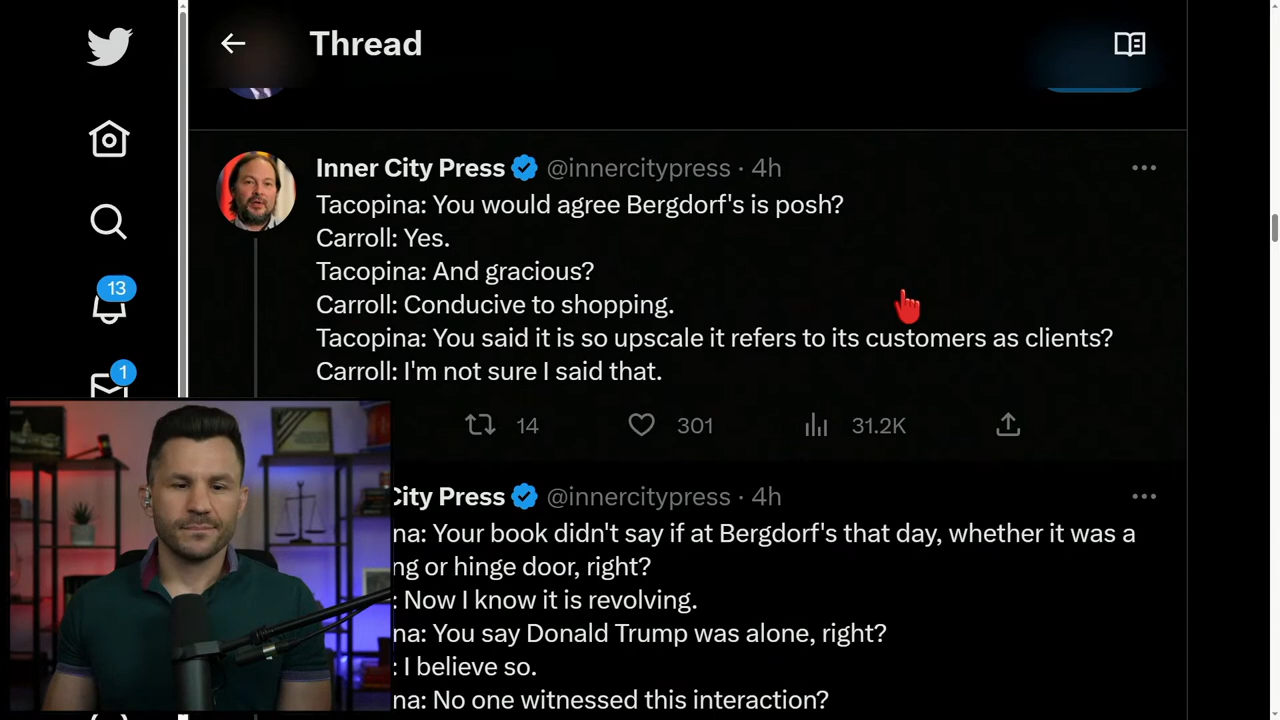 Thread
Inner City Press @innercitypress · 4h
Tacopina: You would agree Bergdorf's is posh?
Carroll: Yes.
Tacopina: And gracious?
Carroll: Conducive to shopping.
13
Tacopina: You said it is so upscale it refers to its customers as clients?
Carroll: I'm not sure I said that.
1
14 301 31.2K
City Press @innercitypress · 4h
na: Your book didn't say if at Bergdorf's that day, whether it was a
ng or hinge door, right?
: Now I know it is revolving.
na: You say Donald Trump was alone, right?
: I believe so.
na: No one witnessed this interaction?